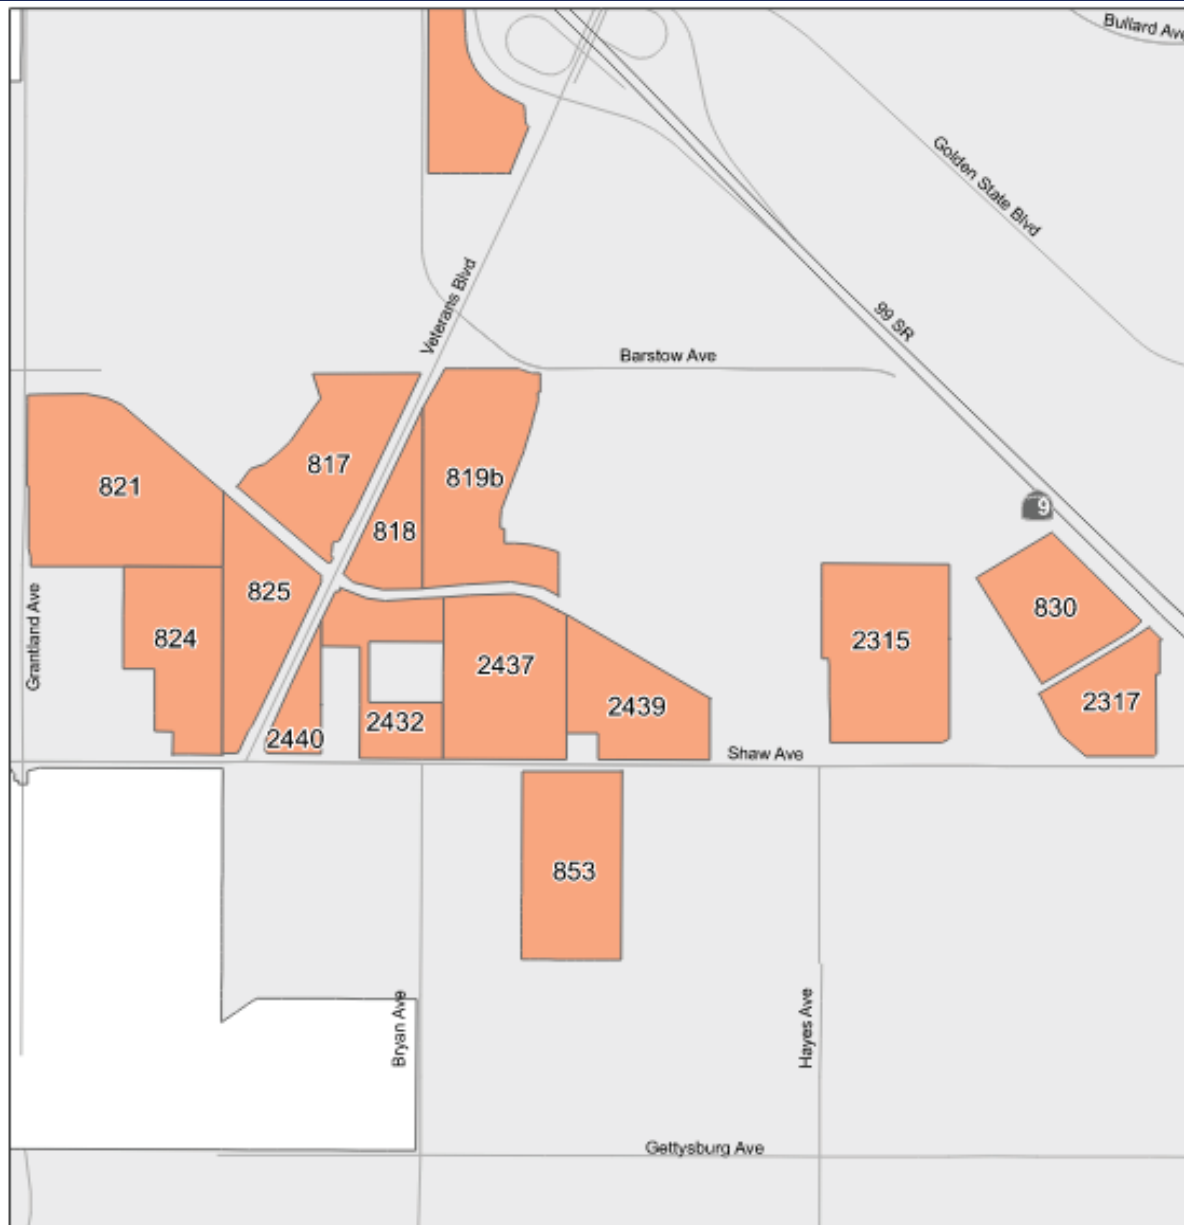 Bullard Ave
Golden State Blvd
Veterans Blvd
99 SR
Barstow Ave
817
819b
821
9
818
825
830
Grantland Ave
824
2315
2437
2317
2439
2432
2440
Shaw Ave
853
Bryan Ave
Hayes Ave
Gettysburg Ave